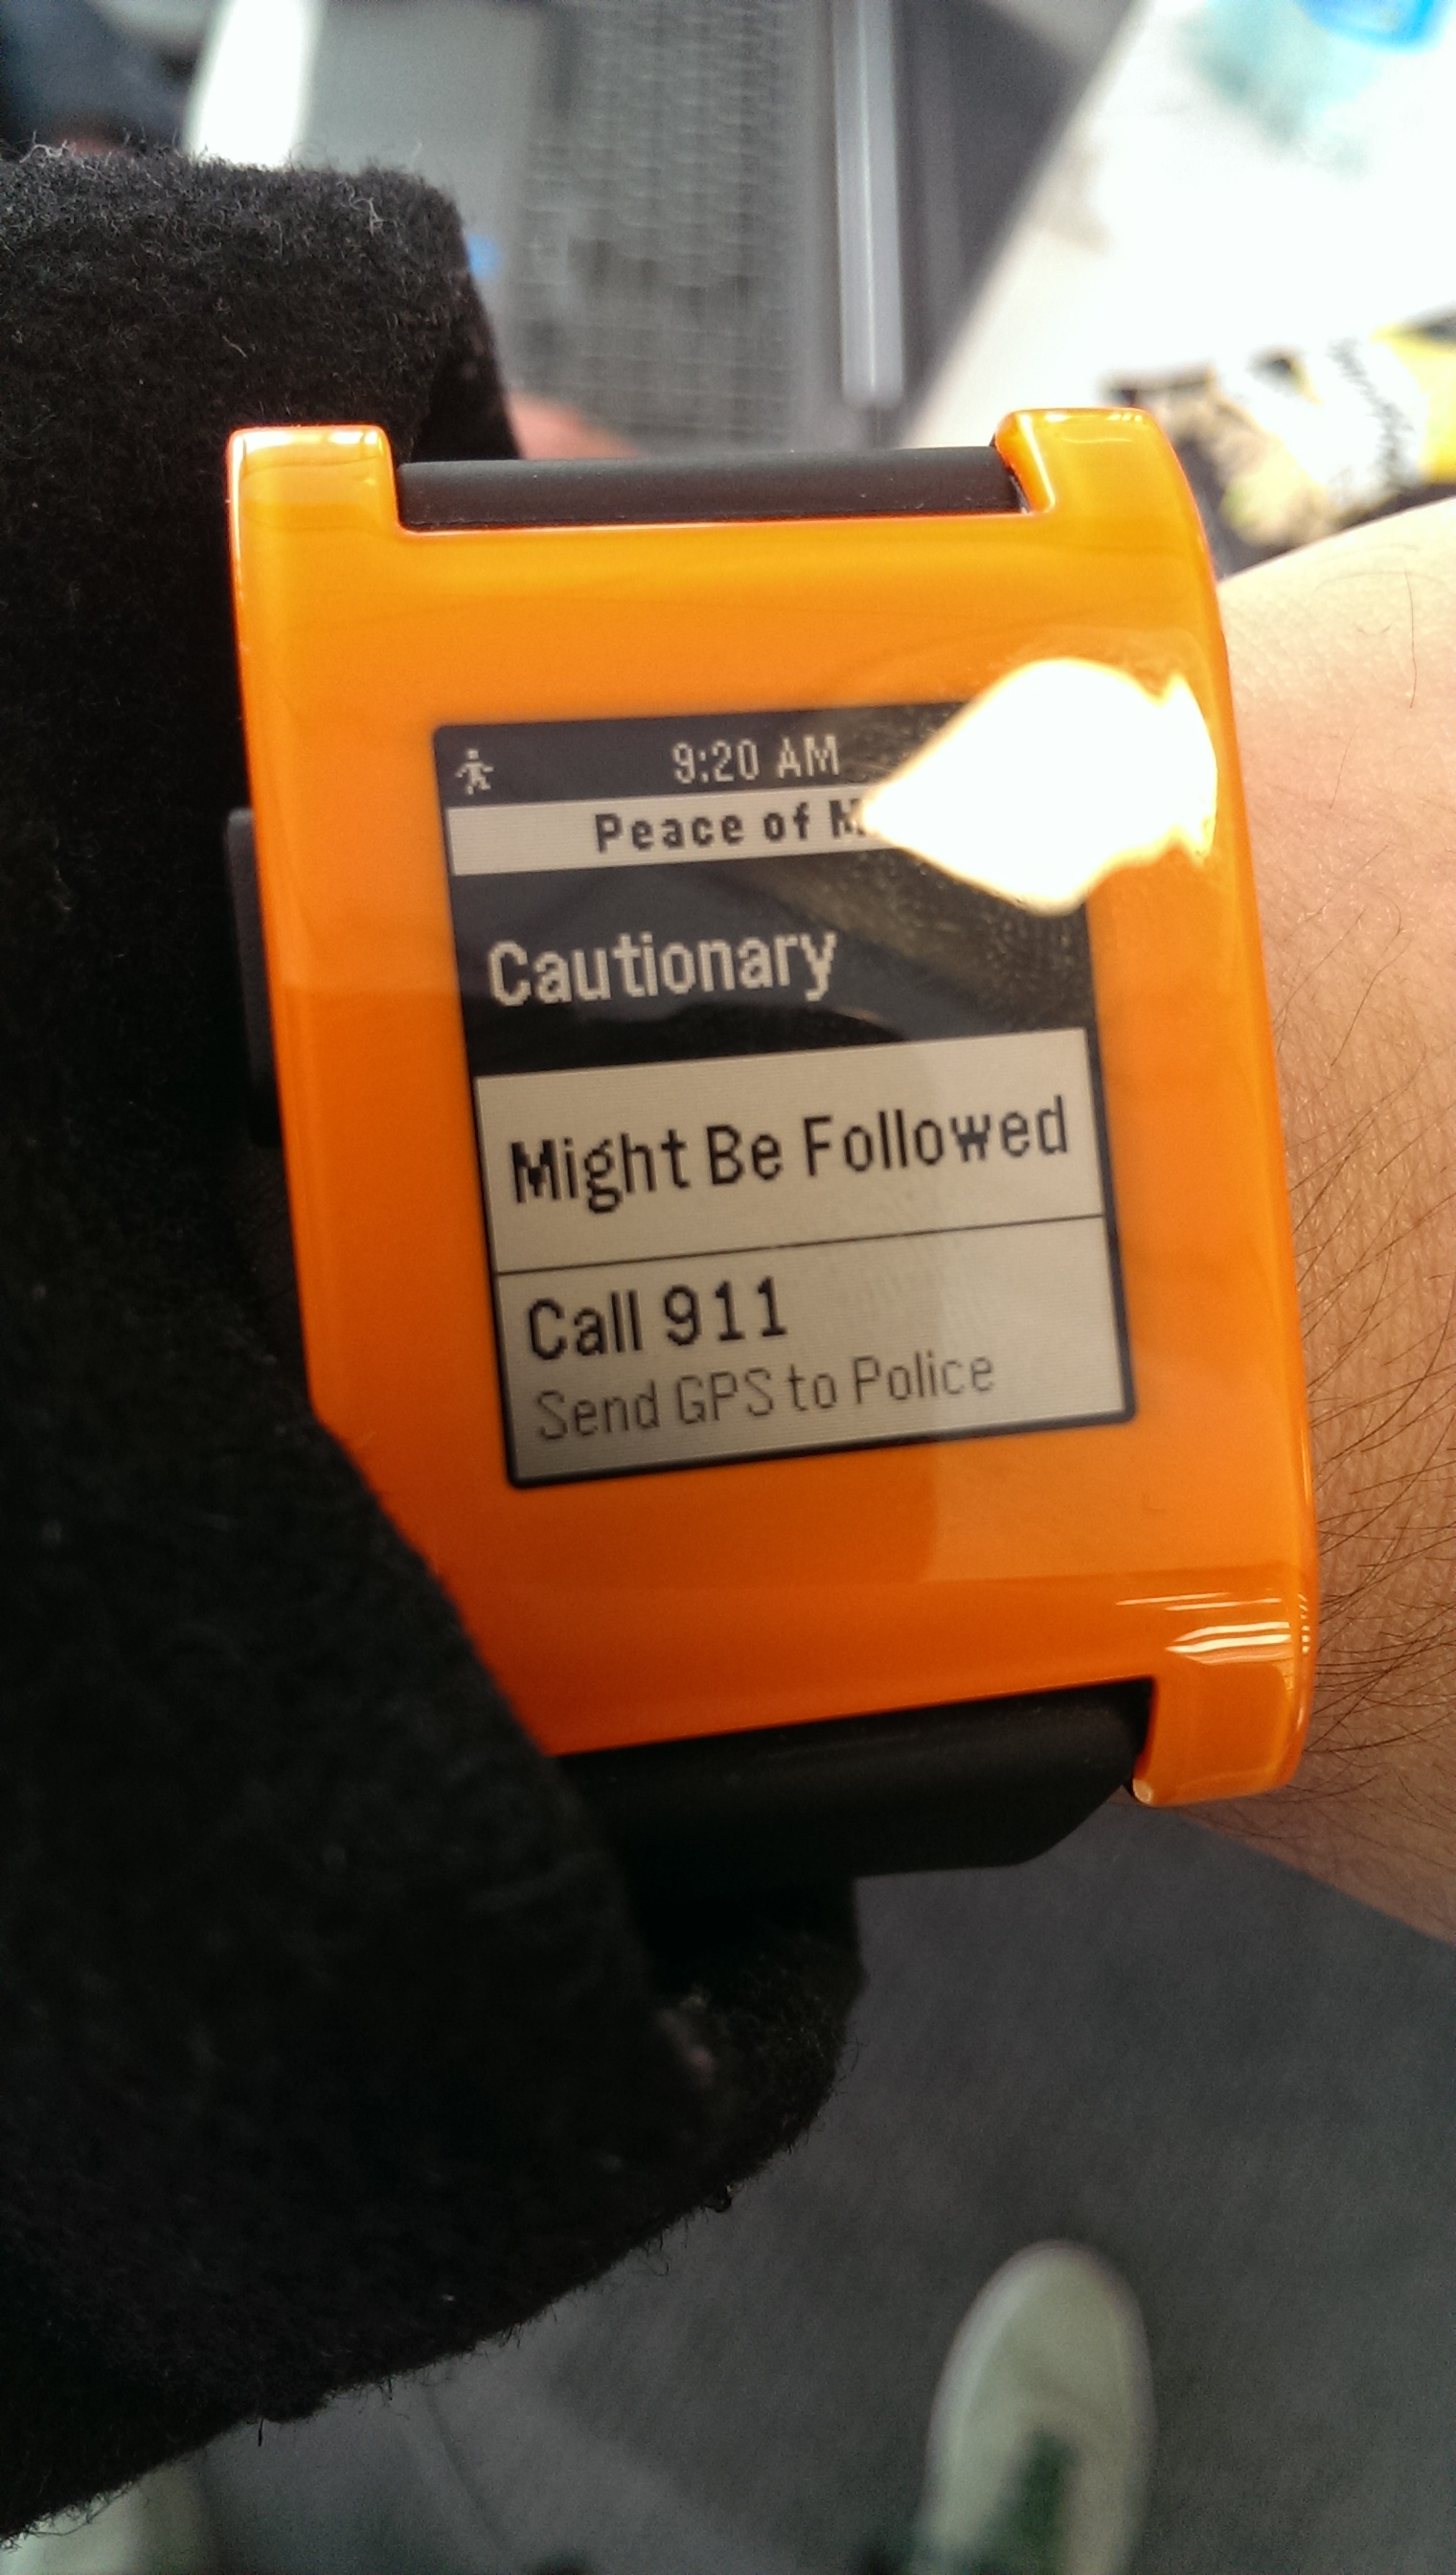 9:20 AM
Peace of
Cautionary
Might Be Followed
Call 911
Send GPS to Police